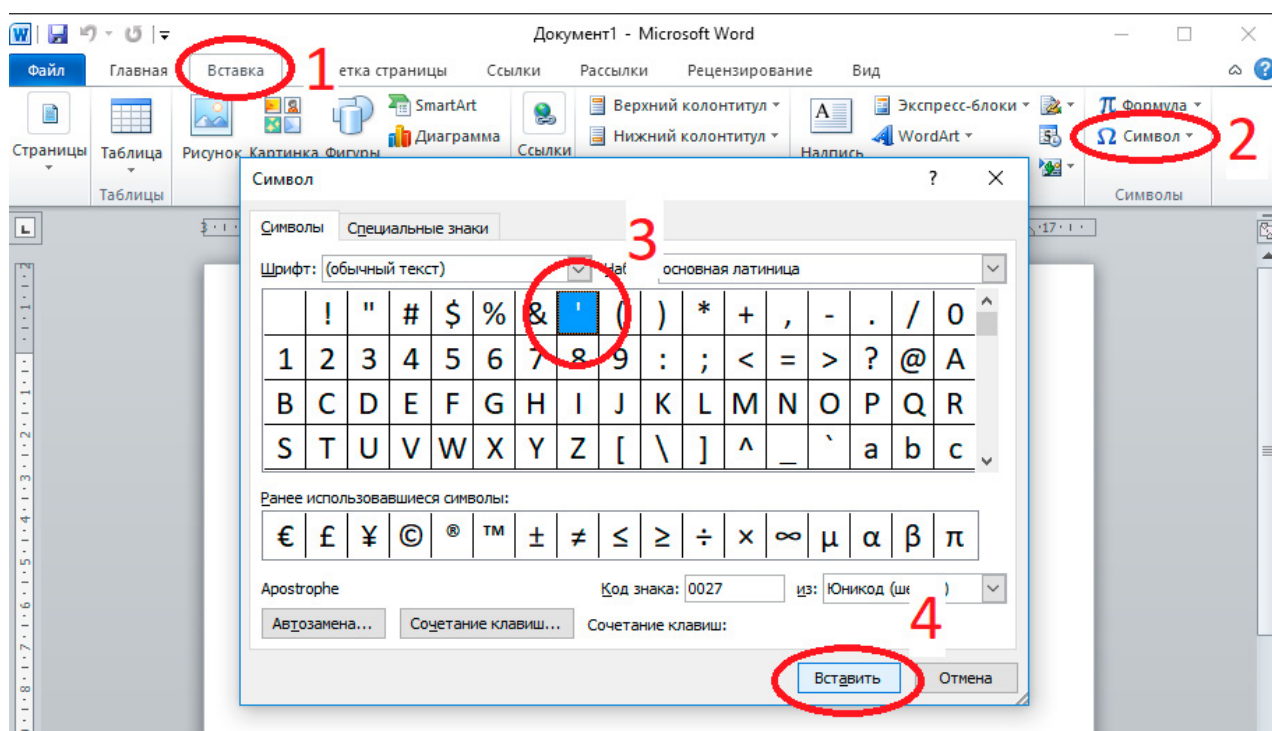 Документ1 - Microsoft Word
Файл Главная Вставка 1 етка страницы Ссылки Рассылки Рецензирование Вид
SmartArt Верхний колонтитул Экспресс-блоки π Формула
Страницы Таблица Рисунок Картинка Фигуры Диаграмма Ссылки Нижний колонтитул Надпись WordArt Ω Символ 2
Таблицы Символы
Символ ? ×
Символы Специальные знаки 3
Шрифт: (обычный текст) основная латиница
! " # $ % & ' ( ) * + , - . / 0
1 2 3 4 5 6 7 8 9 : ; < = > ? @ A
B C D E F G H I J K L M N O P Q R
S T U V W X Y Z [ \ ] ^ _ ` a b c
Ранее использовавшиеся символы:
€ £ ¥ © ® ™ ± ≠ ≤ ≥ ÷ × ∞ µ α β π
Apostrophe Код знака: 0027 из: Юникод
Автозамена... Сочетание клавиш... Сочетание клавиш: 4
Вставить Отмена